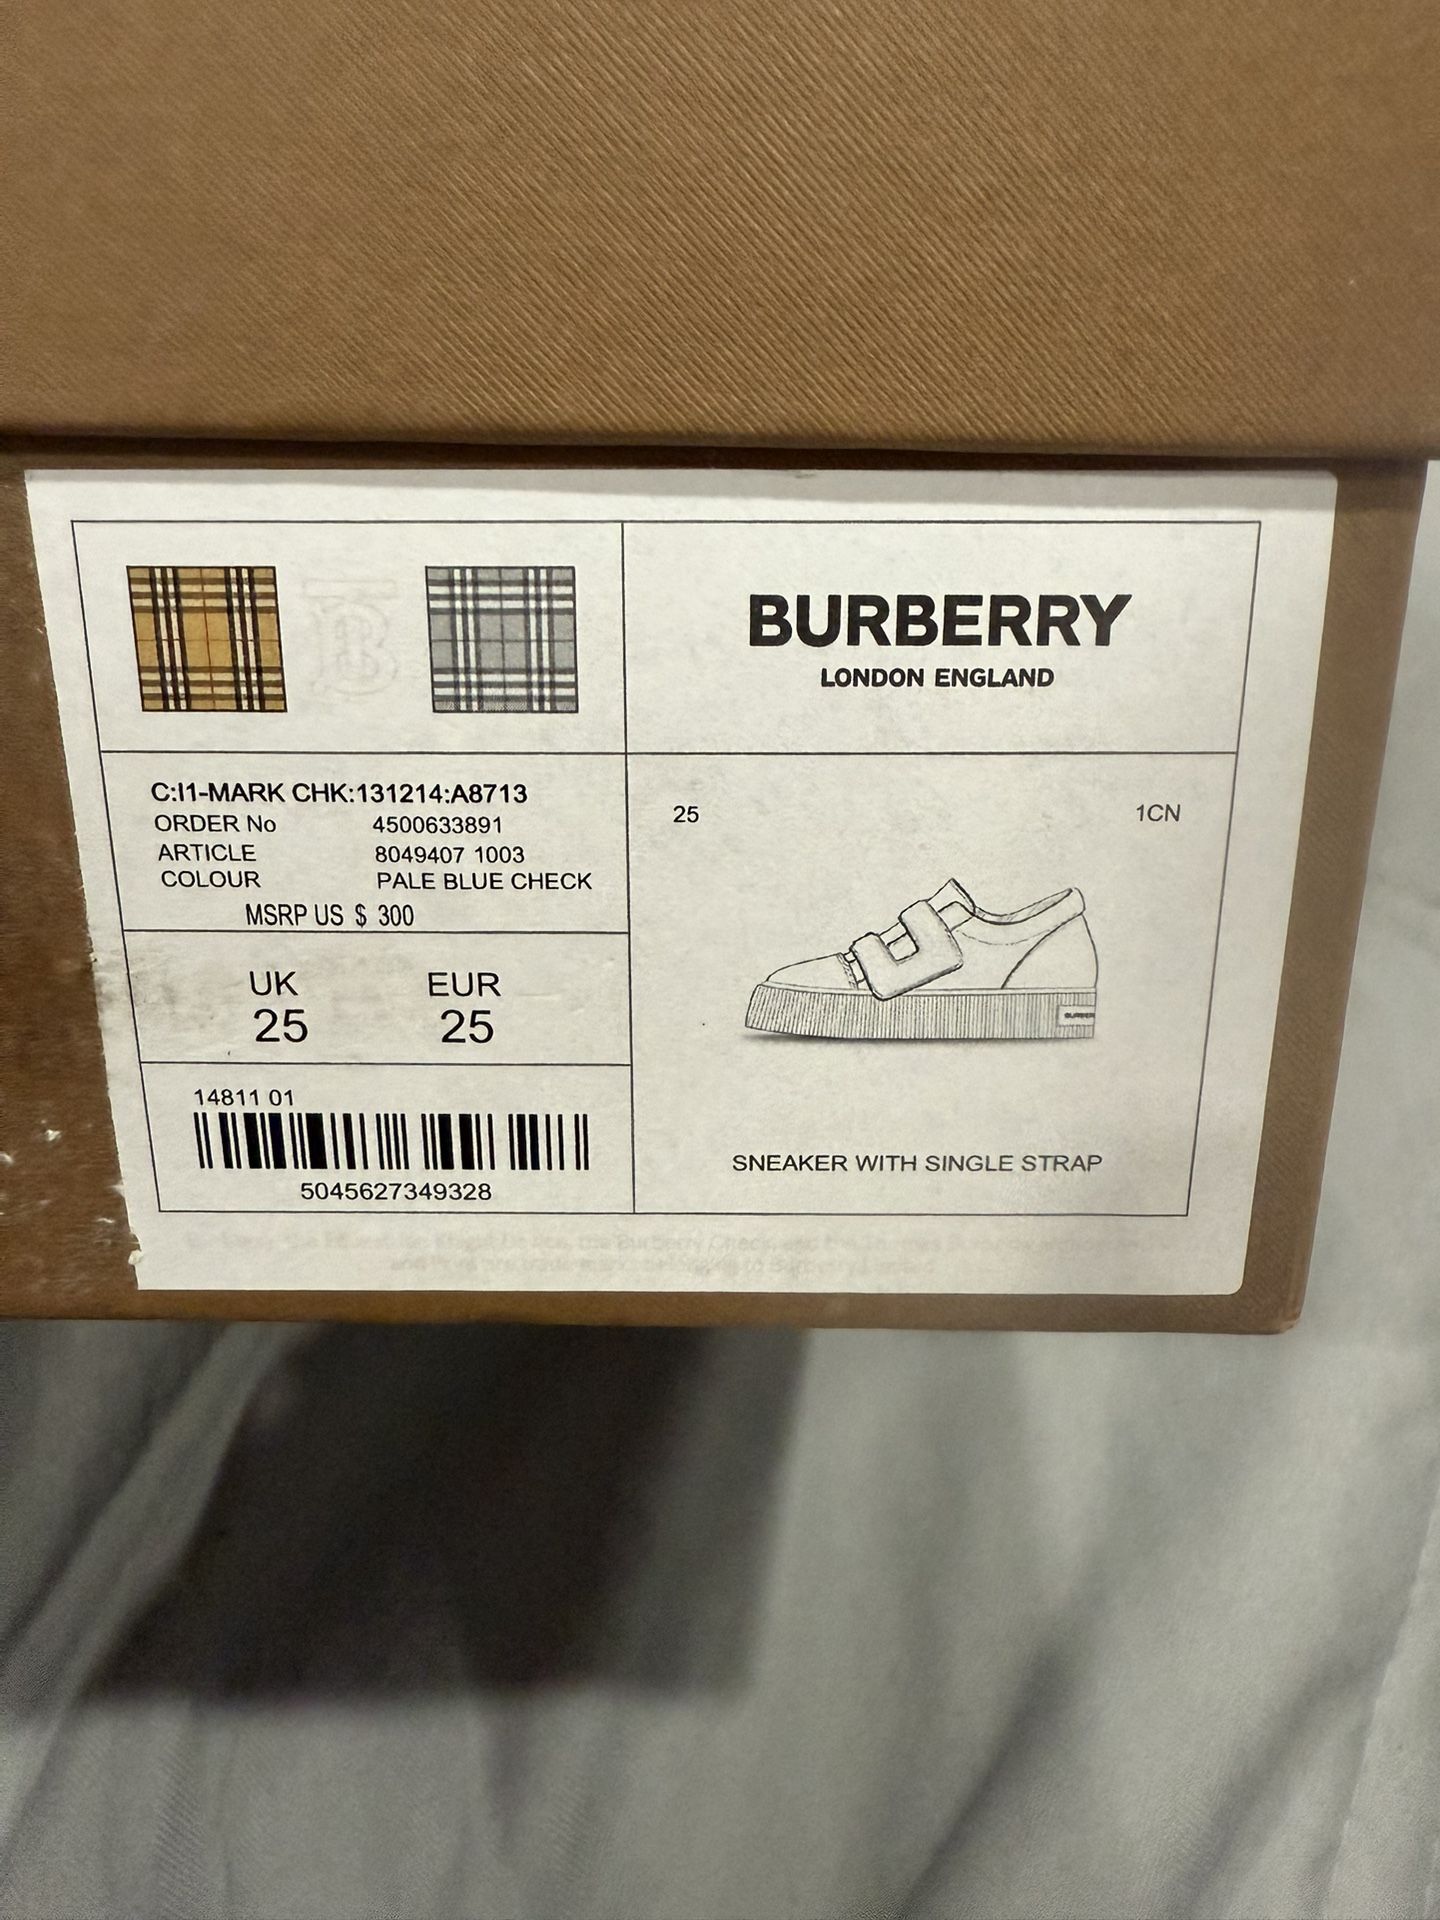 BURBERRY
LONDON ENGLAND
C:I1-MARK CHK:131214:A8713
ORDER No 4500633891
ARTICLE 8049407 1003
COLOUR PALE BLUE CHECK
MSRP US $ 300
UK EUR
25 25
14811 01
5045627349328
25 1CN
SNEAKER WITH SINGLE STRAP